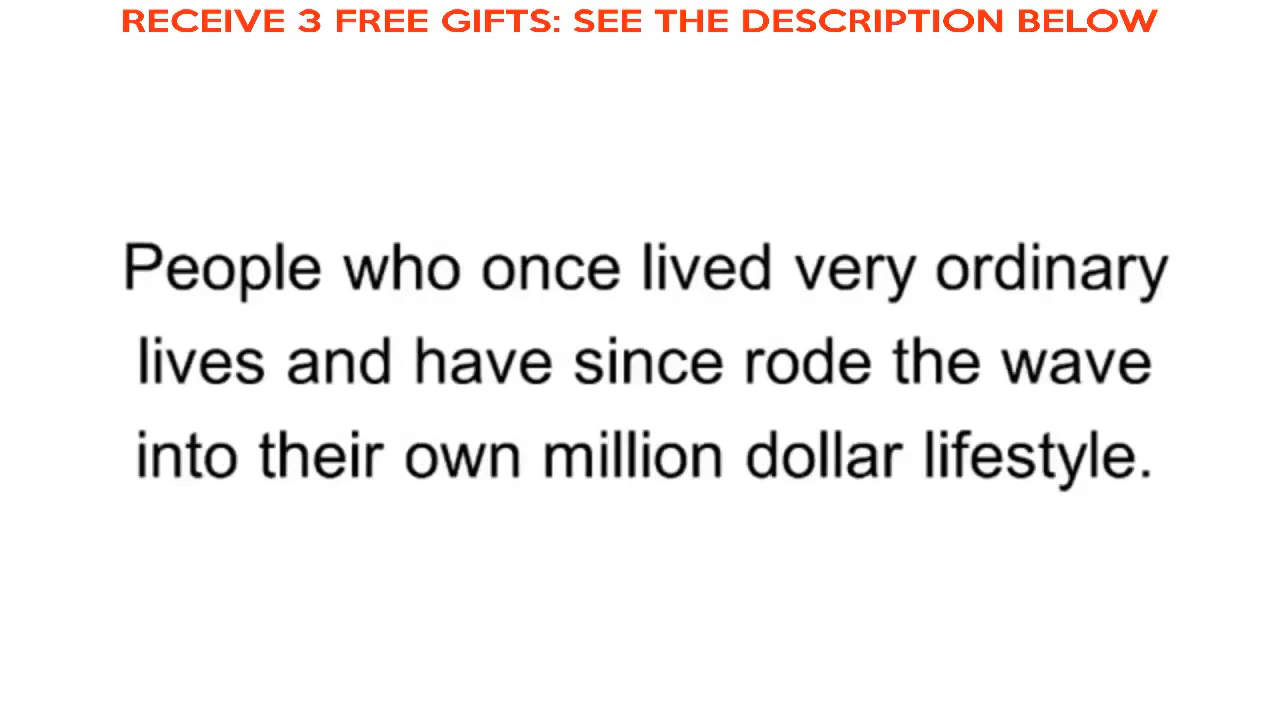 RECEIVE 3 FREE GIFTS: SEE THE DESCRIPTION BELOW
People who once lived very ordinary
lives and have since rode the wave
into their own million dollar lifestyle.